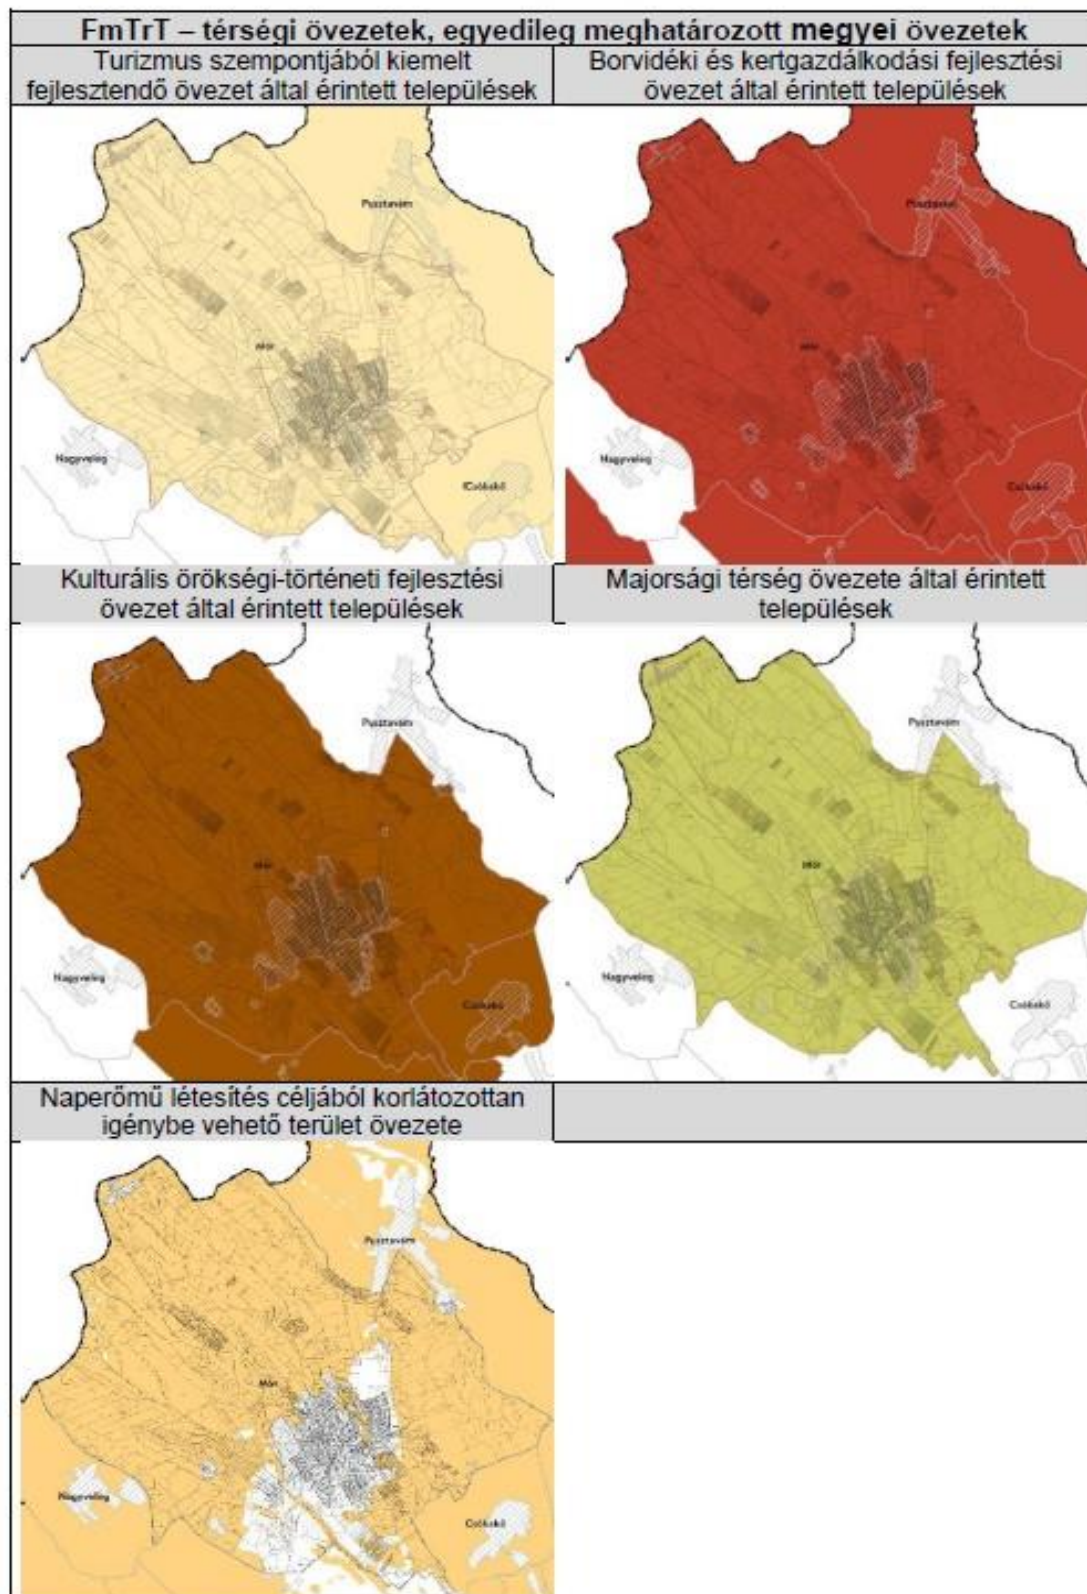 FmTrT – térségi övezetek, egyedileg meghatározott megyei övezetek
Turizmus szempontjából kiemelt
fejlesztendő övezet által érintett települések
Borvidéki és kertgazdálkodási fejlesztési
övezet által érintett települések
Pusztavám
Mór
Nagyveleg
Csókakő
Pusztavám
Mór
Nagyveleg
Csókakő
Kulturális örökségi-történeti fejlesztési
övezet által érintett települések
Majorsági térség övezete által érintett
települések
Pusztavám
Mór
Nagyveleg
Csókakő
Pusztavám
Mór
Nagyveleg
Csókakő
Naperőmű létesítés céljából korlátozottan
igénybe vehető terület övezete
Pusztavám
Mór
Nagyveleg
Csókakő